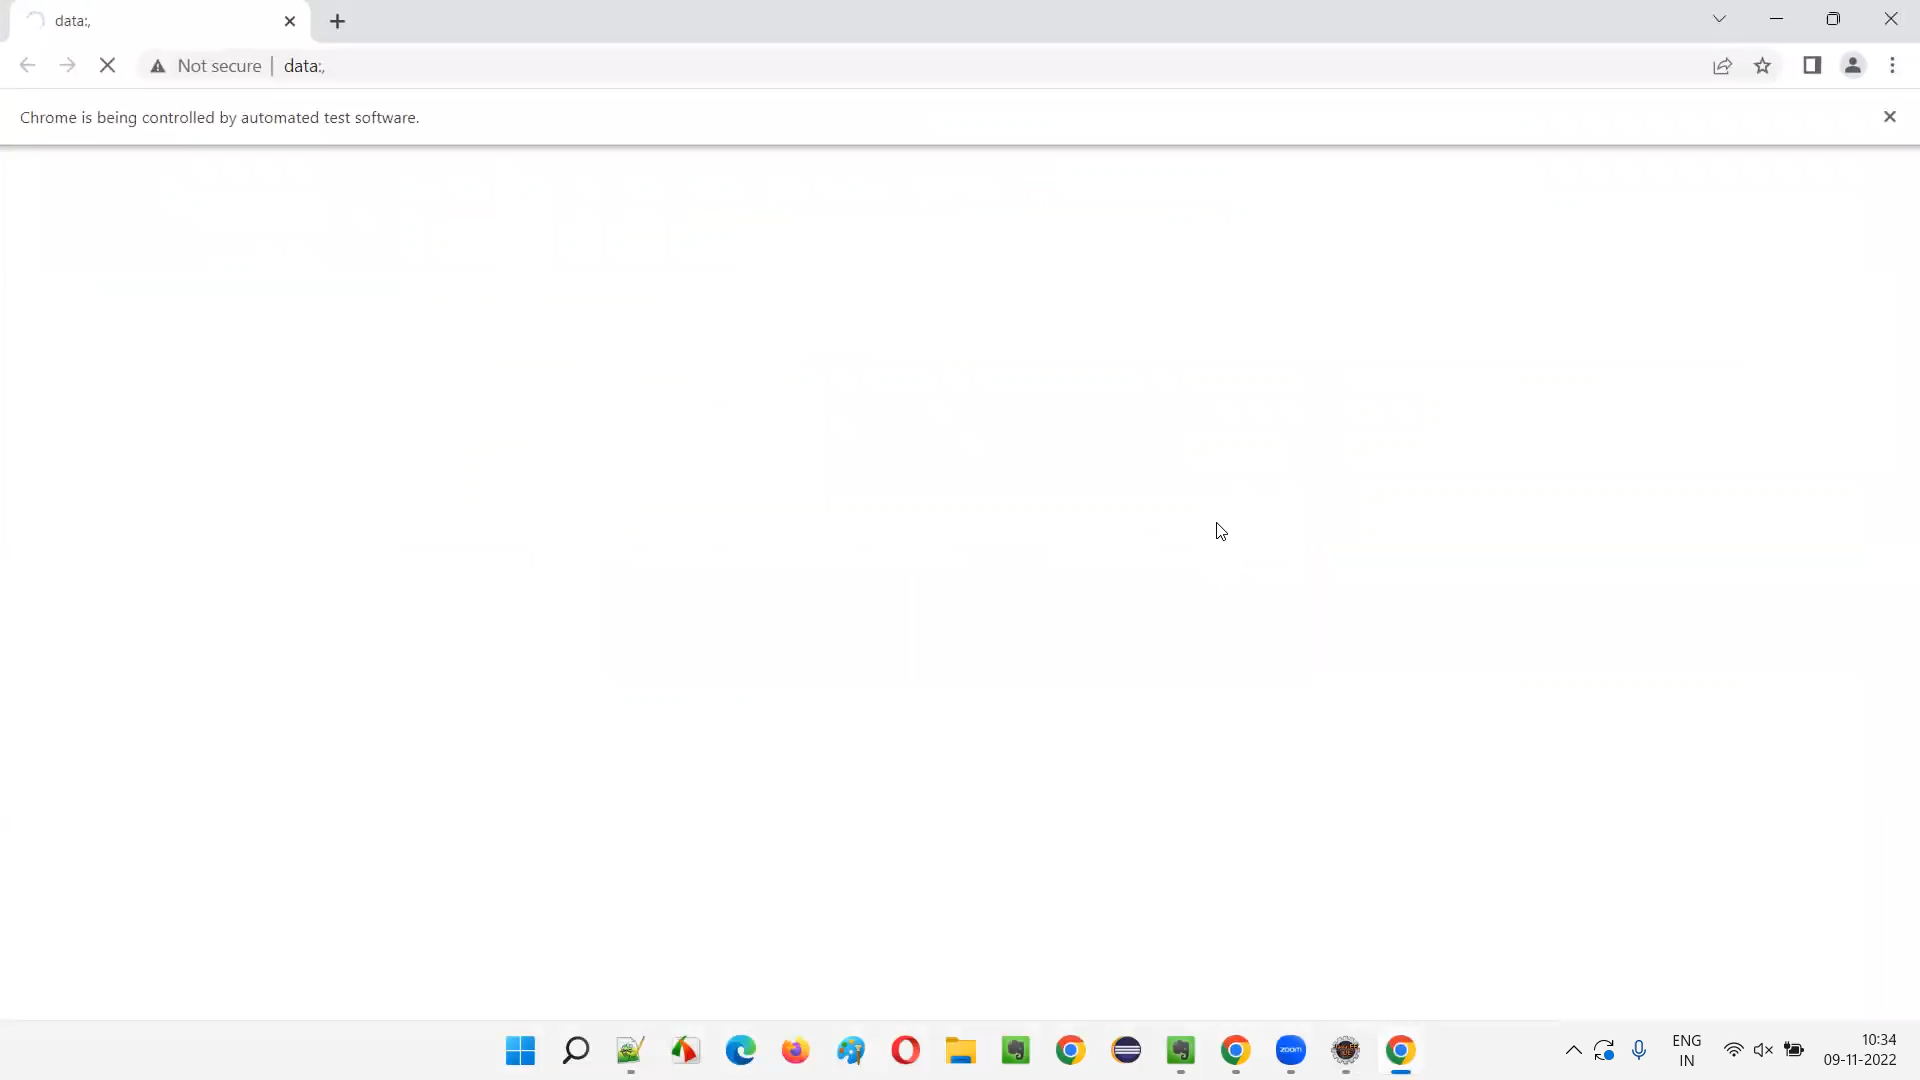 data:,
Not secure | data:,
Chrome is being controlled by automated test software.
zoom
ENG
IN
10:34
09-11-2022